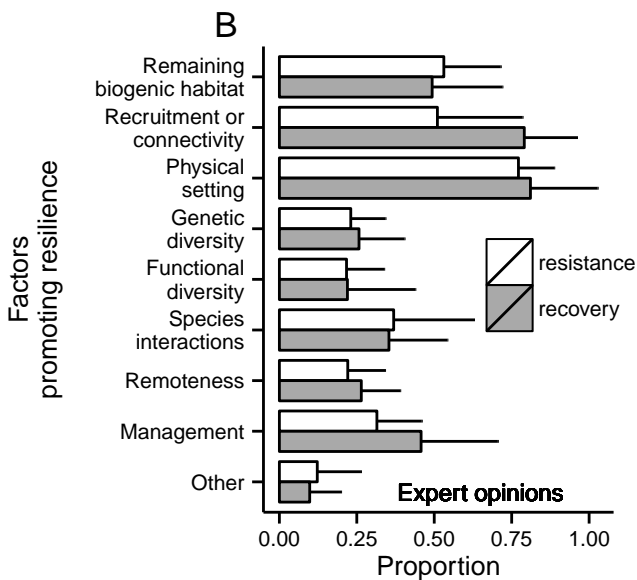 B
Factors
promoting resilience
Remaining
biogenic habitat
Recruitment or
connectivity
Physical
setting
Genetic
diversity
Functional
diversity
Species
interactions
Remoteness
Management
Other
resistance
recovery
Expert opinions
0.00 0.25 0.50 0.75 1.00
Proportion